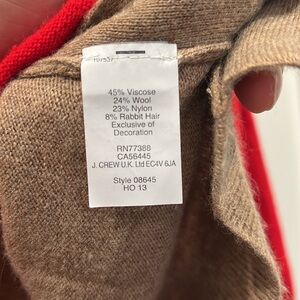 45% Viscose
24% Wool
23% Nylon
8% Rabbit Hair
Exclusive of
Decoration
RN77388
CA56445
J. CREW U.K. Ltd EC4V 6JA
Style 08645
HO 13